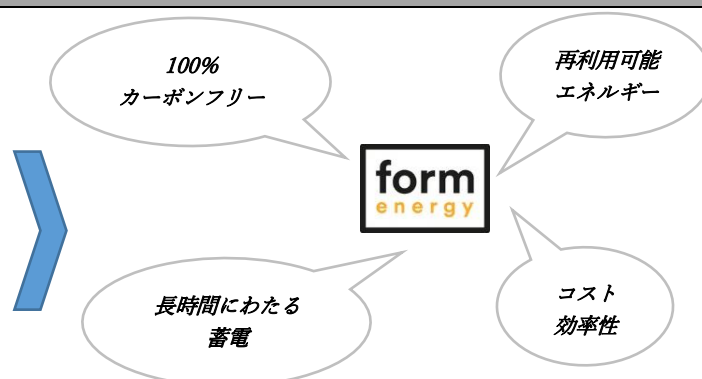 100%
カーボンフリー
再利用可能
エネルギー
form
energy
長時間にわたる
蓄電
コスト
効率性